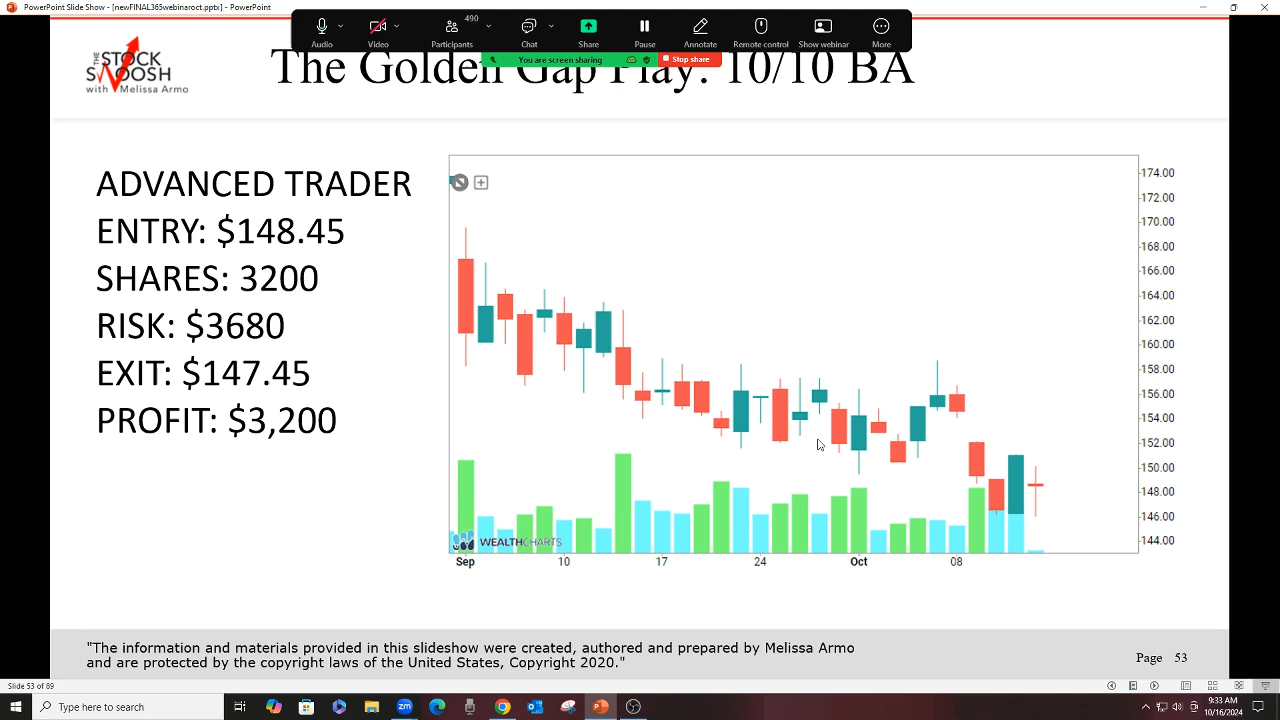 PowerPoint Slide Show - [newFINAL365webinaroct.pptx] - PowerPoint
490
Audio
Video
Participants
Chat
Share
Pause
Annotate
Remote control
Show webinar
More
You are screen sharing
Stop share
THE STOCK
SWOOSH
with Melissa Armo
The Golden Gap Play: 10/10 BA
ADVANCED TRADER
ENTRY: $148.45
SHARES: 3200
RISK: $3680
EXIT: $147.45
PROFIT: $3,200
174.00
172.00
170.00
168.00
166.00
164.00
162.00
160.00
158.00
156.00
154.00
152.00
150.00
148.00
146.00
144.00
WEALTHCHARTS
Sep 10 17 24 Oct 08
"The information and materials provided in this slideshow were created, authored and prepared by Melissa Armo
and are protected by the copyright laws of the United States, Copyright 2020."
Page 53
Slide 53 of 89
Type here to search
9:33 AM
10/16/2024